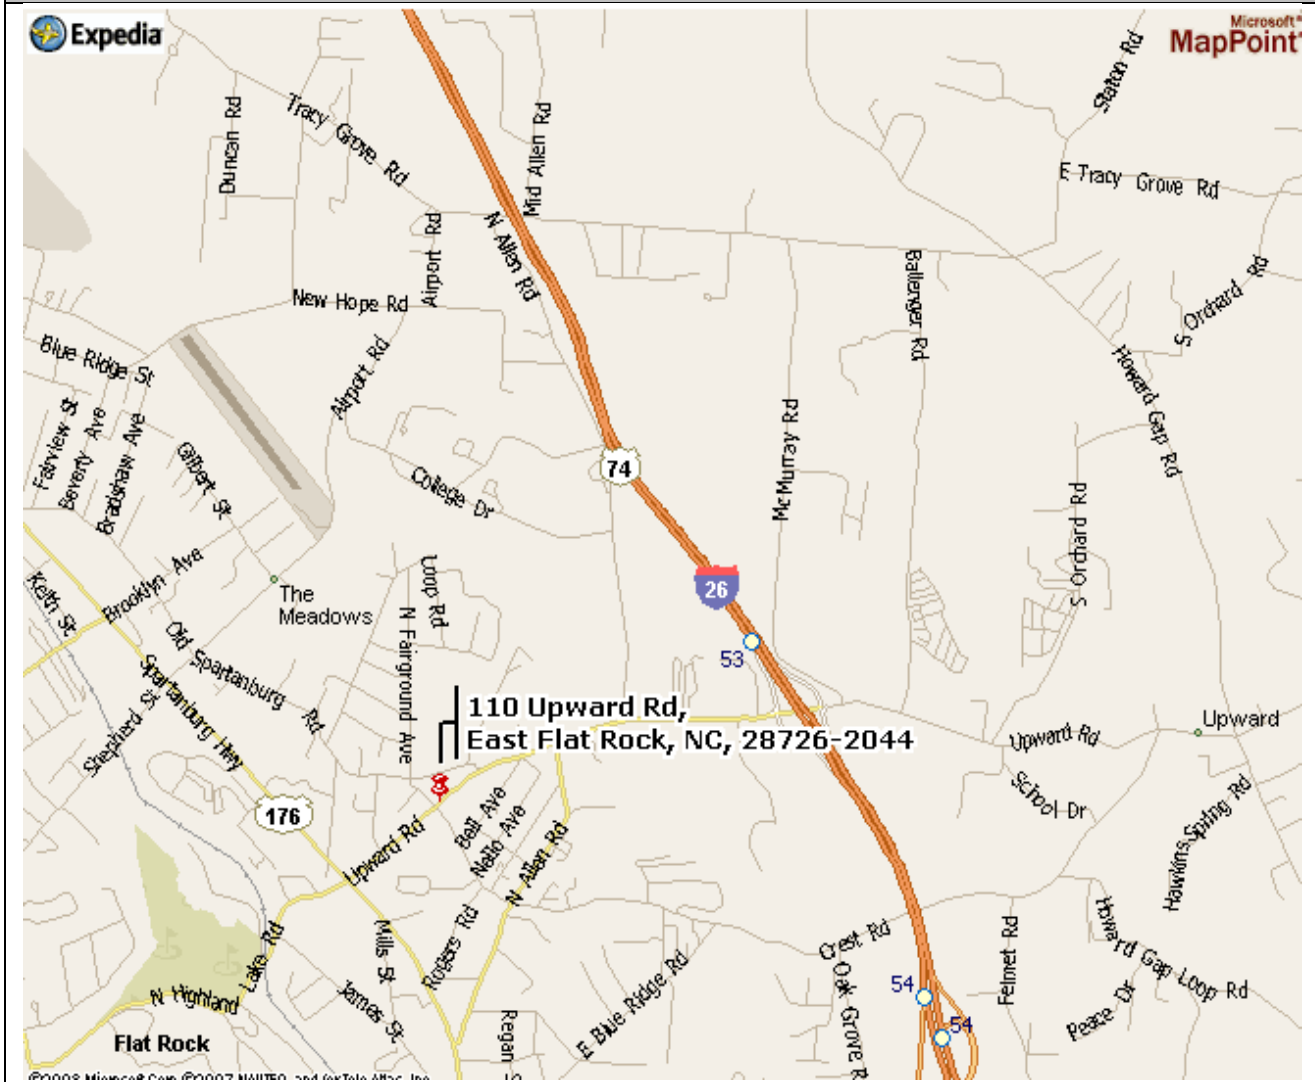 Expedia
Microsoft®
MapPoint®
Staton Rd
Duncan Rd
Tracy Grove Rd
Mid Allen Rd
E Tracy Grove Rd
Airport Rd
N Allen Rd
Ballenger Rd
S Orchard Rd
New Hope Rd
Blue Ridge St
Airport Rd
Howard Gap Rd
Fairview St
Beverty Ave
Bradshaw Ave
Gilbert St
College Dr
74
McMurray Rd
S Orchard Rd
Keith St
Brooklyn Ave
The
Meadows
Loop Rd
N Fairground Ave
26
53
Old Spartanburg Rd
Spartanburg Hwy
Shepherd St
110 Upward Rd,
East Flat Rock, NC, 28726-2044
Upward
Upward Rd
School Dr
Hawkins Spring Rd
176
Upward Rd
Bell Ave
Nello Ave
N Allen Rd
Lake Rd
Mills St
Rogers Rd
Crest Rd
Felmet Rd
Howard Gap Loop Rd
N Highland
James St
E Blue Ridge Rd
Oak Grove R
54
54
Peace Dr
Regan S
Flat Rock